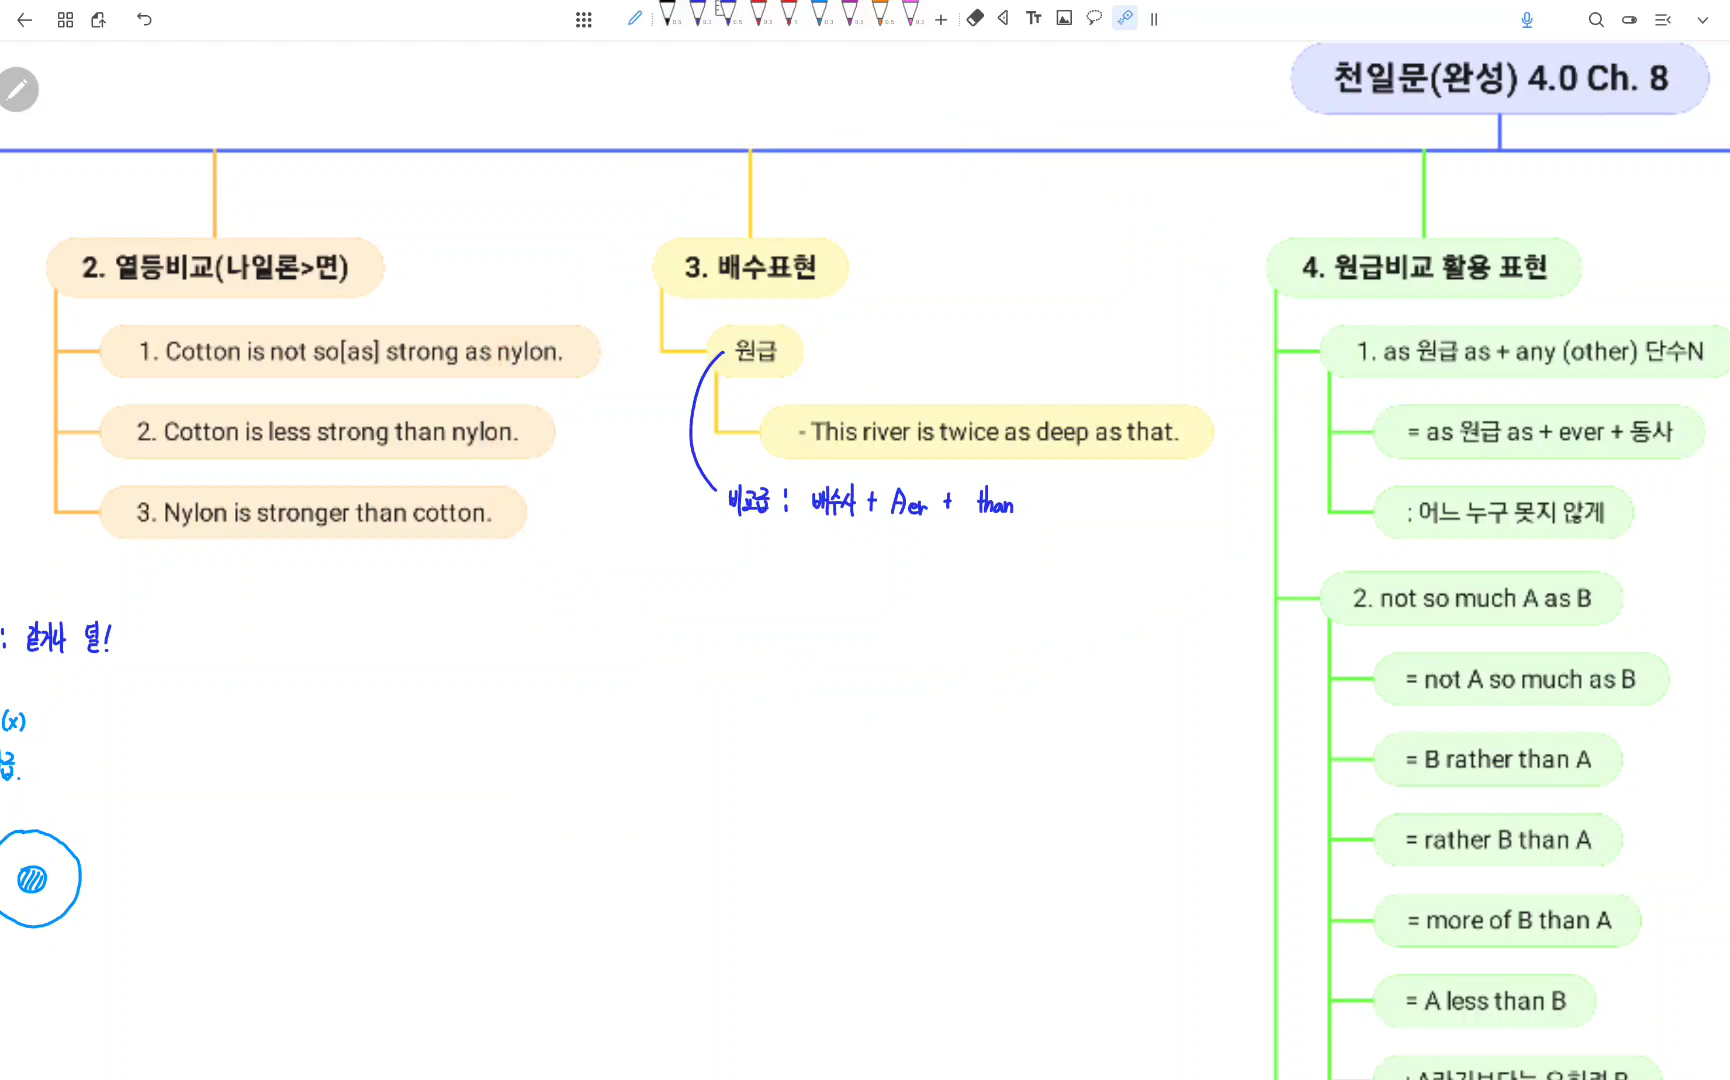 천일문(완성) 4.0 Ch. 8
2. 열등비교(나일론>면)
1. Cotton is not so[as] strong as nylon.
2. Cotton is less strong than nylon.
3. Nylon is stronger than cotton.
: 같거나 덜!
(x)
급.
3. 배수표현
원급
- This river is twice as deep as that.
비교급 : 배수사 + Aer + than
4. 원급비교 활용 표현
1. as 원급 as + any (other) 단수N
= as 원급 as + ever + 동사
: 어느 누구 못지 않게
2. not so much A as B
= not A so much as B
= B rather than A
= rather B than A
= more of B than A
= A less than B